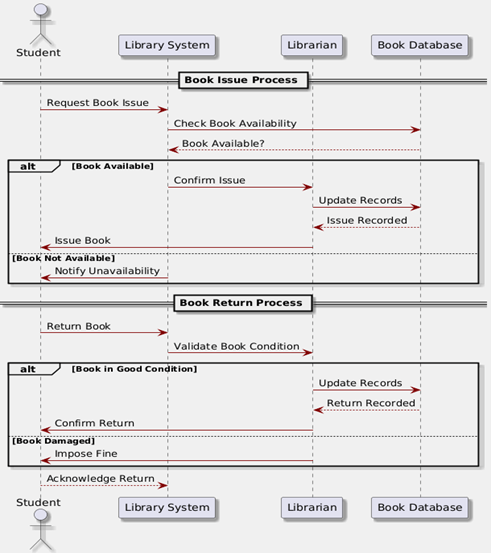 Student
Library System
Librarian
Book Database
Book Issue Process
Request Book Issue
Check Book Availability
Book Available?
alt [Book Available]
Confirm Issue
Update Records
Issue Recorded
Issue Book
[Book Not Available]
Notify Unavailability
Book Return Process
Return Book
Validate Book Condition
alt [Book in Good Condition]
Update Records
Return Recorded
Confirm Return
[Book Damaged]
Impose Fine
Acknowledge Return
Student
Library System
Librarian
Book Database